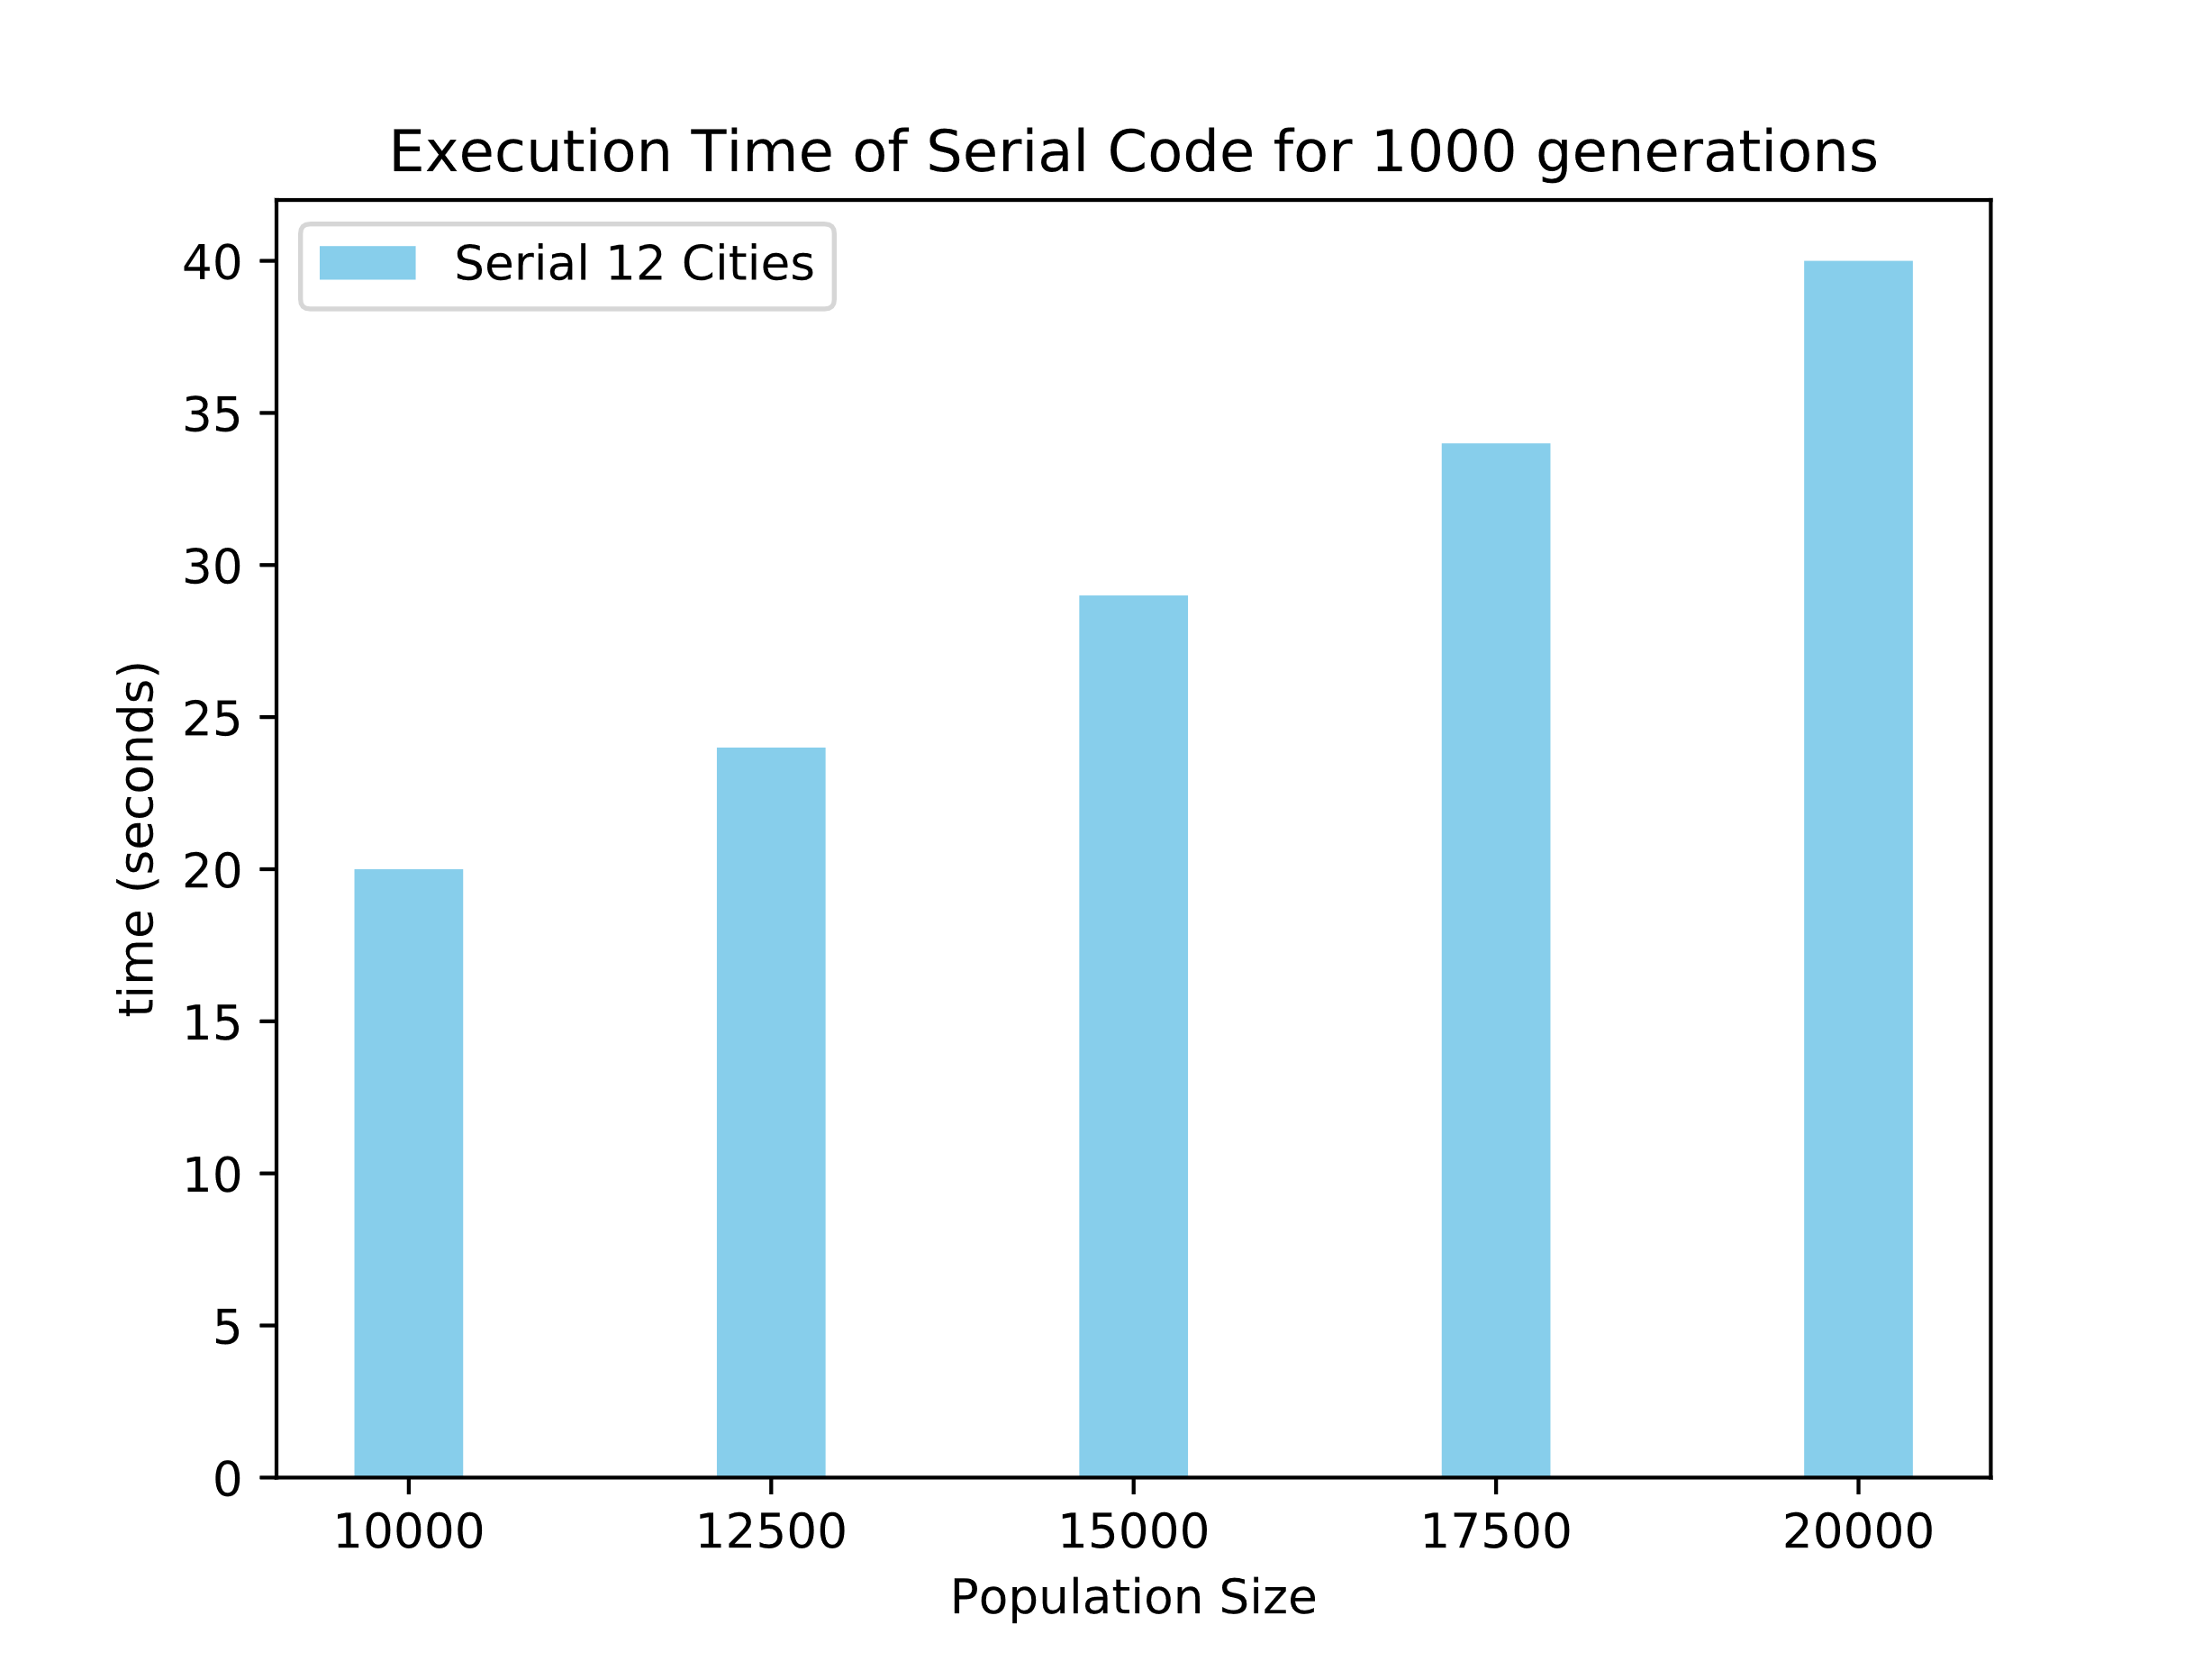 Execution Time of Serial Code for 1000 generations
Serial 12 Cities
40
35
30
25
20
15
10
5
0
time (seconds)
10000 12500 15000 17500 20000
Population Size